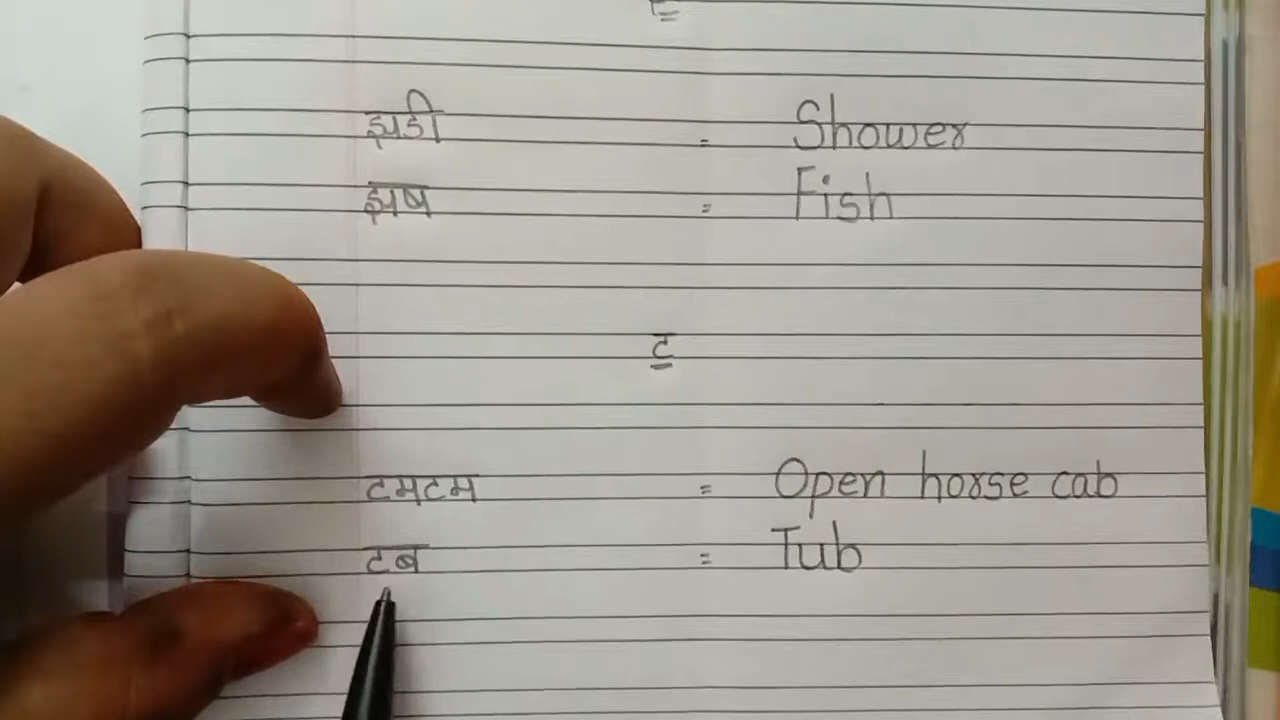 झडी = Shower
झष = Fish
ट
टमटम = Open horse cab
टब = Tub